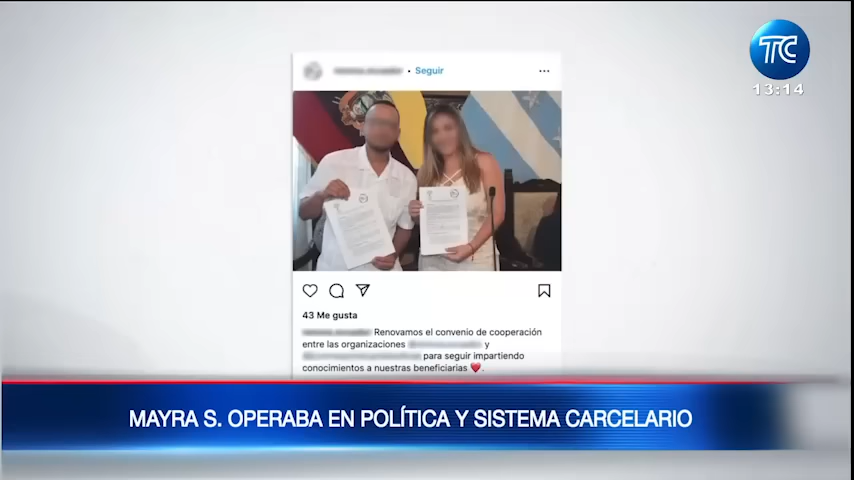 TC
13:14
• Seguir
43 Me gusta
Renovamos el convenio de cooperación
entre las organizaciones y
para seguir impartiendo
conocimientos a nuestras beneficiarias ❤️.
MAYRA S. OPERABA EN POLÍTICA Y SISTEMA CARCELARIO